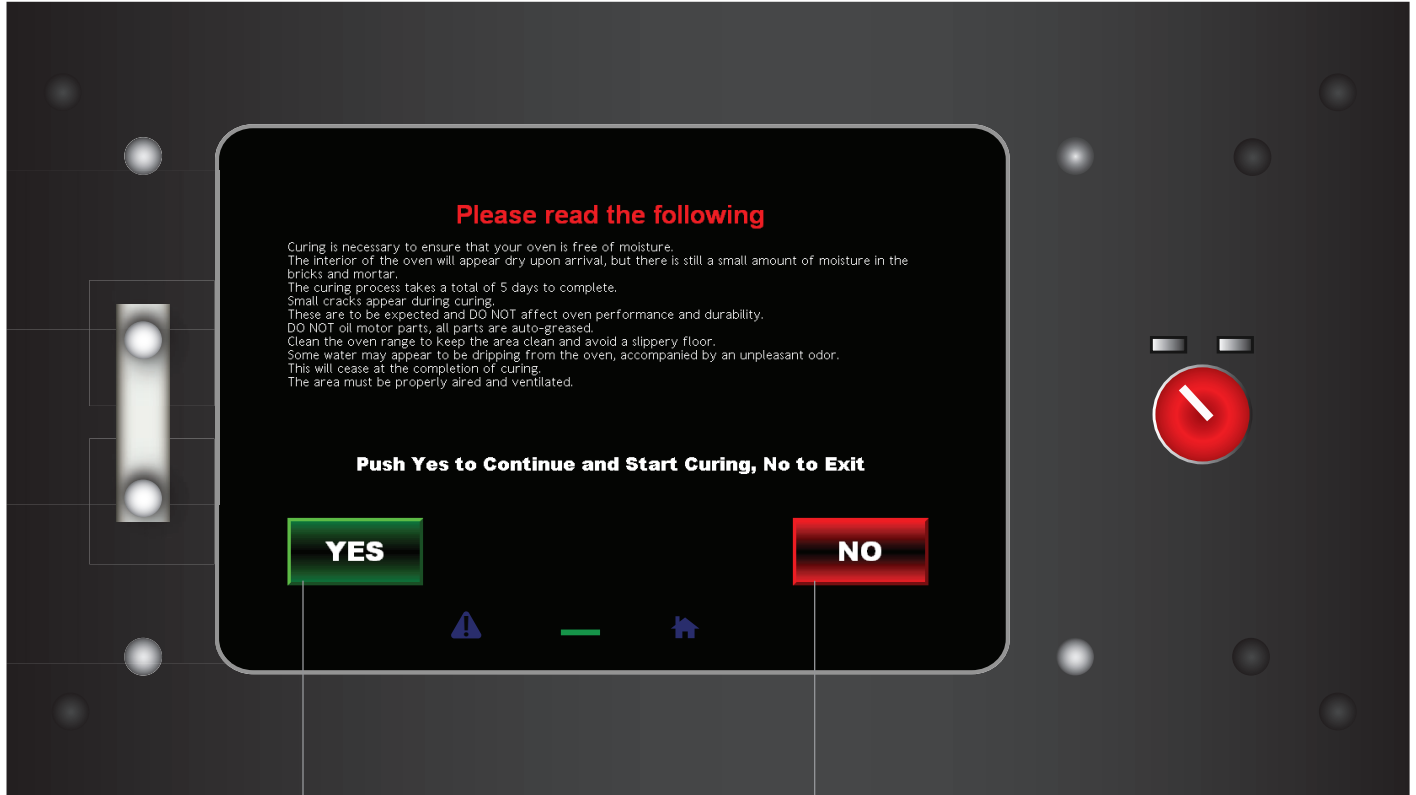 Please read the following
Curing is necessary to ensure that your oven is free of moisture.
The interior of the oven will appear dry upon arrival, but there is still a small amount of moisture in the
bricks and mortar.
The curing process takes a total of 5 days to complete.
Small cracks appear during curing.
These are to be expected and DO NOT affect oven performance and durability.
DO NOT oil motor parts, all parts are auto-greased.
Clean the oven range to keep the area clean and avoid a slippery floor.
Some water may appear to be dripping from the oven, accompanied by an unpleasant odor.
This will cease at the completion of curing.
The area must be properly aired and ventilated.
Push Yes to Continue and Start Curing, No to Exit
YES
NO